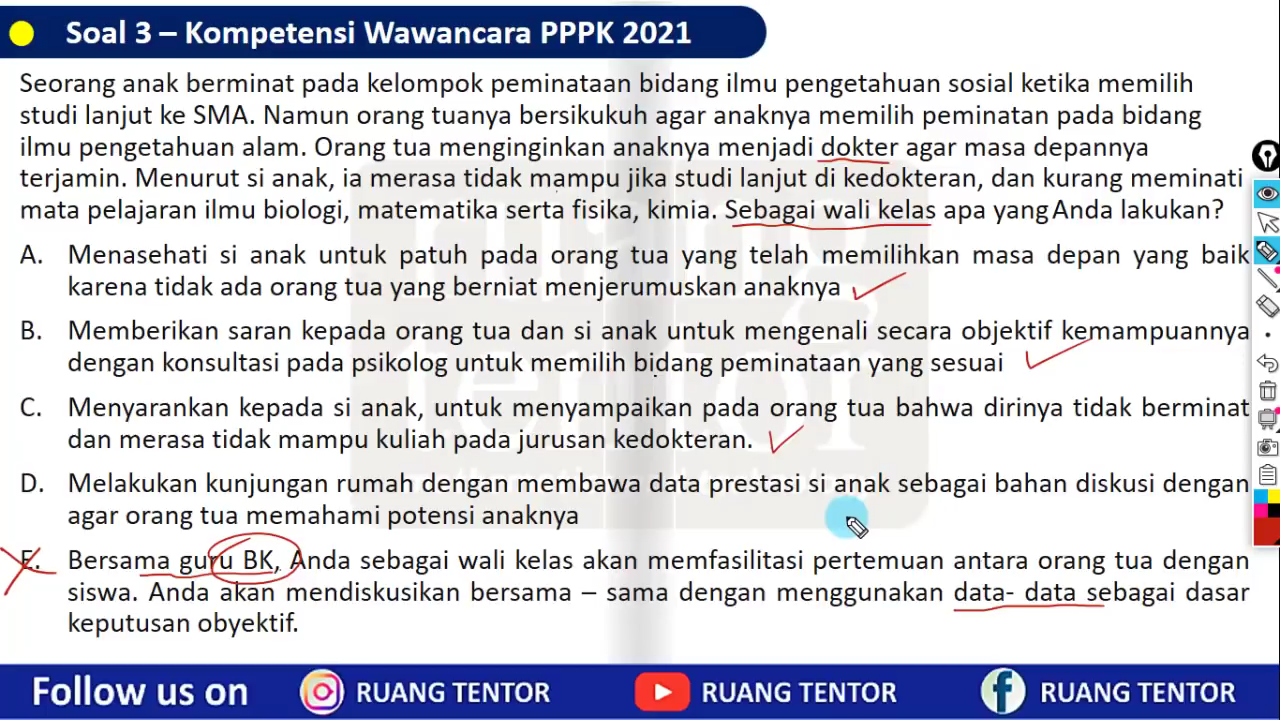 Soal 3 – Kompetensi Wawancara PPPK 2021
Seorang anak berminat pada kelompok peminataan bidang ilmu pengetahuan sosial ketika memilih
studi lanjut ke SMA. Namun orang tuanya bersikukuh agar anaknya memilih peminatan pada bidang
ilmu pengetahuan alam. Orang tua menginginkan anaknya menjadi dokter agar masa depannya
terjamin. Menurut si anak, ia merasa tidak mampu jika studi lanjut di kedokteran, dan kurang meminati
mata pelajaran ilmu biologi, matematika serta fisika, kimia. Sebagai wali kelas apa yang Anda lakukan?
A. Menasehati si anak untuk patuh pada orang tua yang telah memilihkan masa depan yang baik
karena tidak ada orang tua yang berniat menjerumuskan anaknya
B. Memberikan saran kepada orang tua dan si anak untuk mengenali secara objektif kemampuannya
dengan konsultasi pada psikolog untuk memilih bidang peminataan yang sesuai
C. Menyarankan kepada si anak, untuk menyampaikan pada orang tua bahwa dirinya tidak berminat
dan merasa tidak mampu kuliah pada jurusan kedokteran.
D. Melakukan kunjungan rumah dengan membawa data prestasi si anak sebagai bahan diskusi dengan
agar orang tua memahami potensi anaknya
E. Bersama guru BK, Anda sebagai wali kelas akan memfasilitasi pertemuan antara orang tua dengan
siswa. Anda akan mendiskusikan bersama – sama dengan menggunakan data- data sebagai dasar
keputusan obyektif.
Follow us on RUANG TENTOR RUANG TENTOR RUANG TENTOR